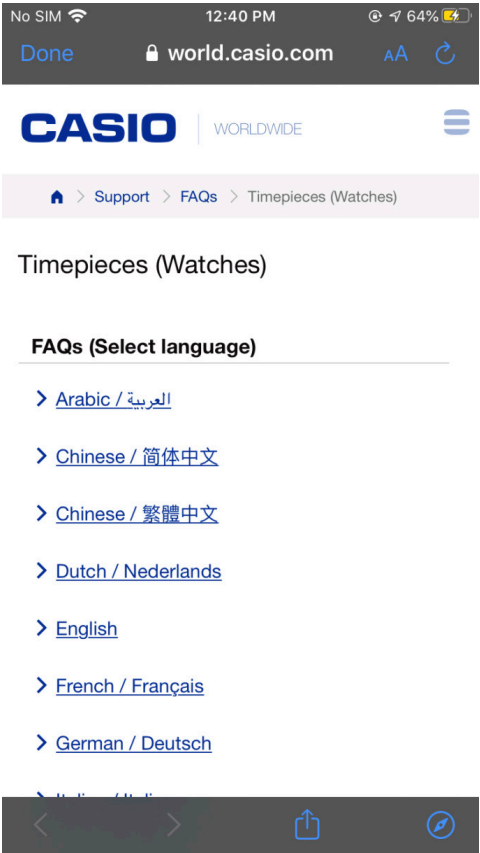 No SIM 12:40 PM 64%
Done world.casio.com AA
CASIO WORLDWIDE
Support > FAQs > Timepieces (Watches)
Timepieces (Watches)
FAQs (Select language)
Arabic / العربية
Chinese / 简体中文
Chinese / 繁體中文
Dutch / Nederlands
English
French / Français
German / Deutsch